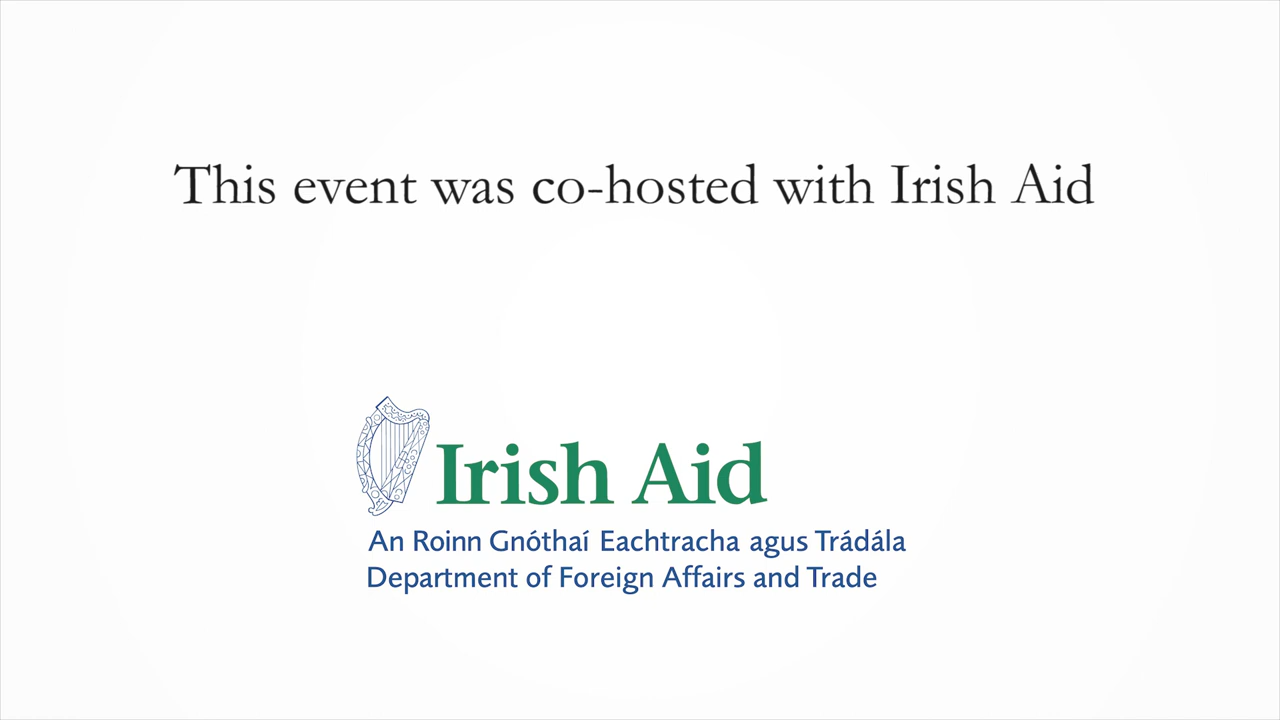 This event was co-hosted with Irish Aid
Irish Aid
An Roinn Gnóthaí Eachtracha agus Trádála
Department of Foreign Affairs and Trade